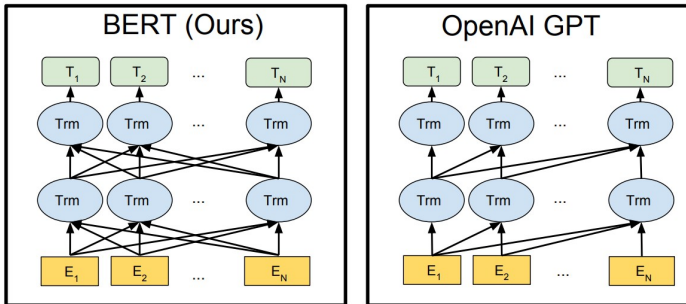 BERT (Ours)
T1 T2 ... TN
Trm Trm ... Trm
Trm Trm ... Trm
E1 E2 ... EN
OpenAI GPT
T1 T2 ... TN
Trm Trm ... Trm
Trm Trm ... Trm
E1 E2 ... EN